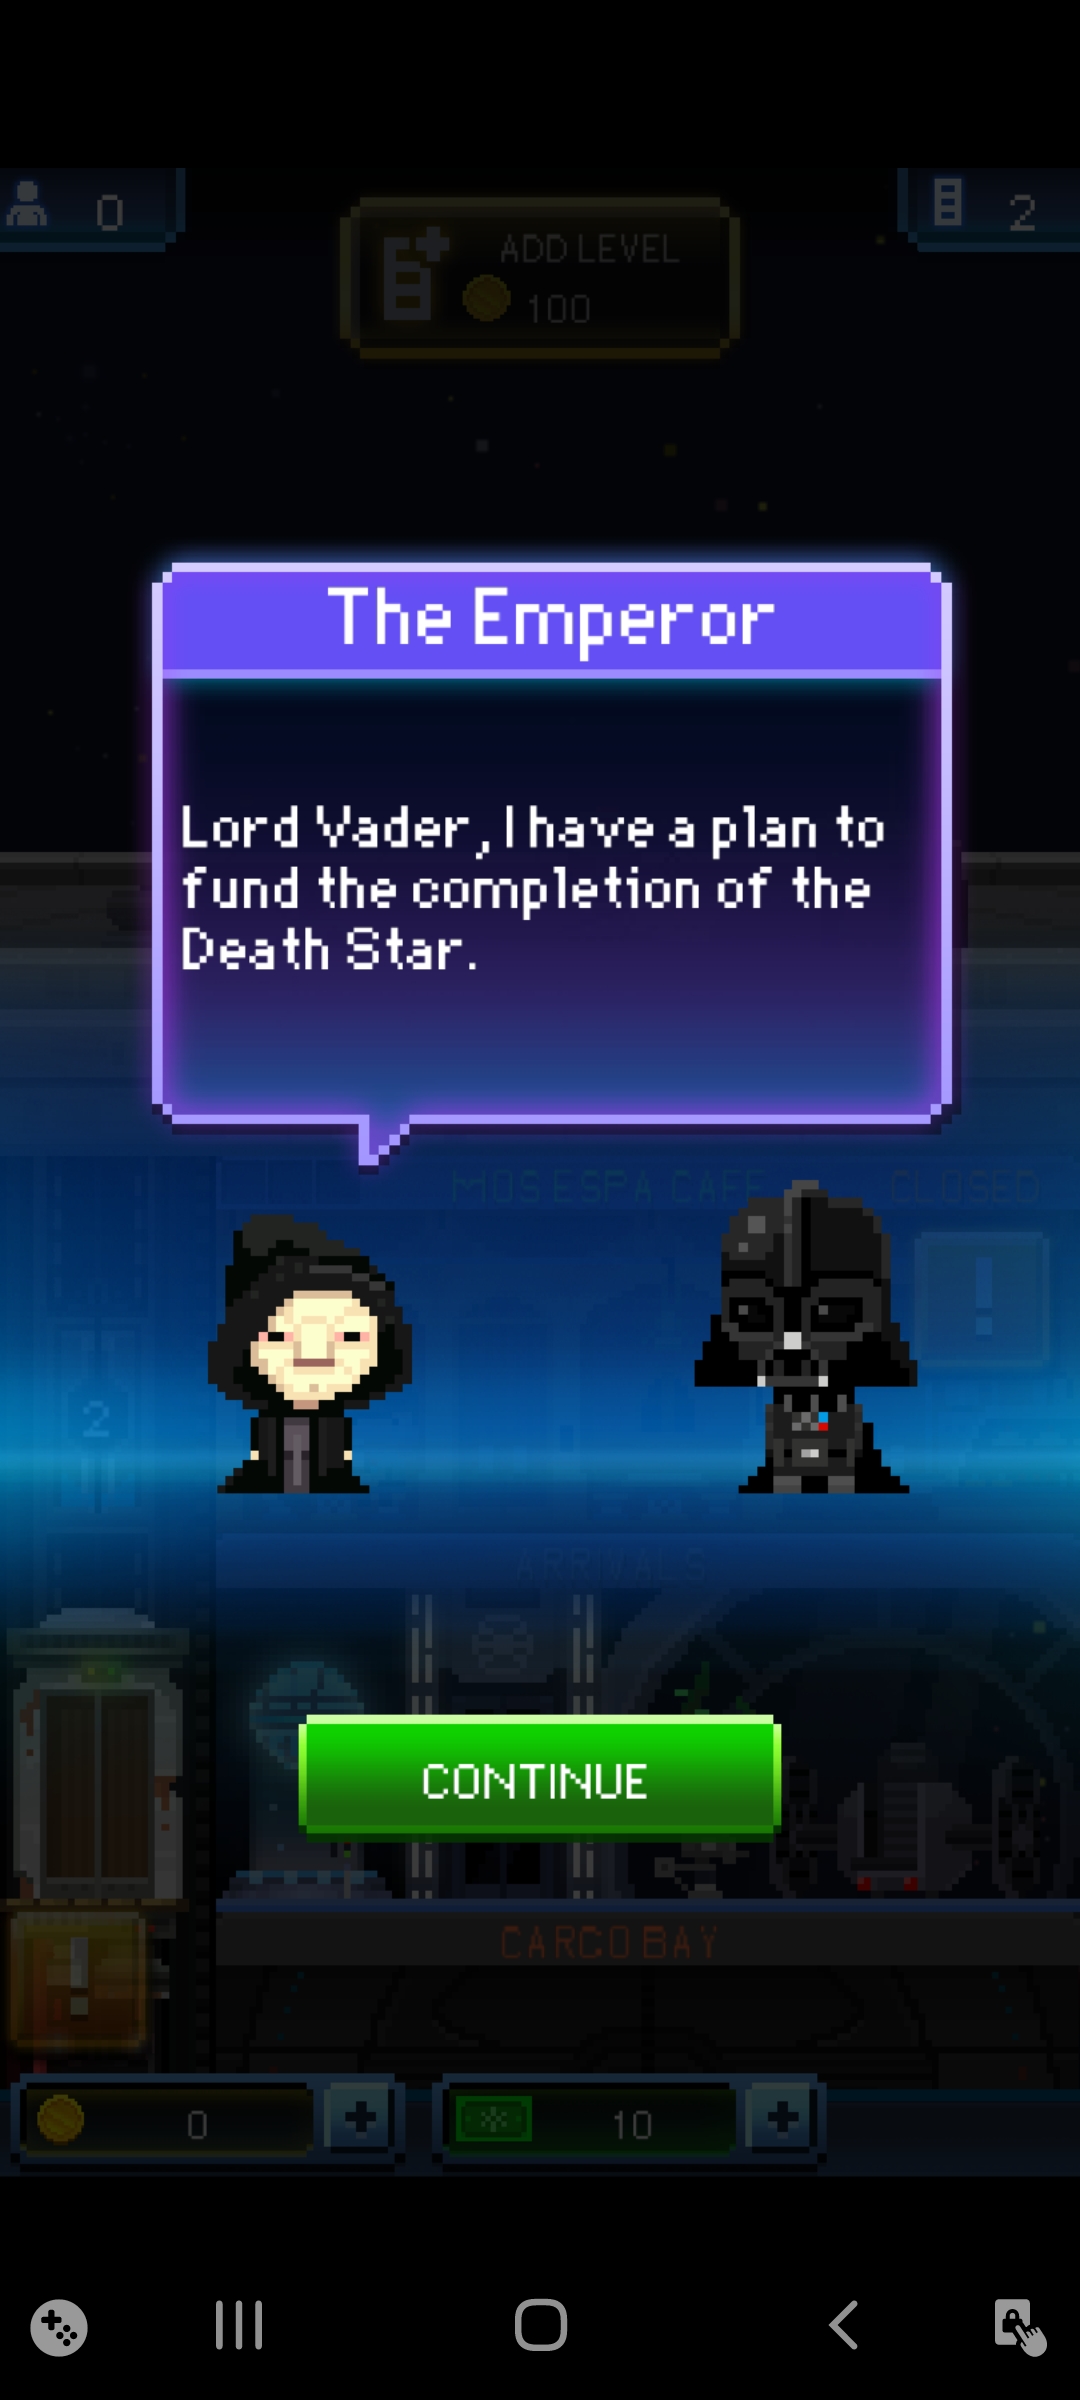 0
2
ADD LEVEL
100
The Emperor
Lord Vader, I have a plan to
fund the completion of the
Death Star.
MOS ESPA CAFE
CLOSED
!
2
ARRIVALS
CONTINUE
CARGO BAY
!
0
10